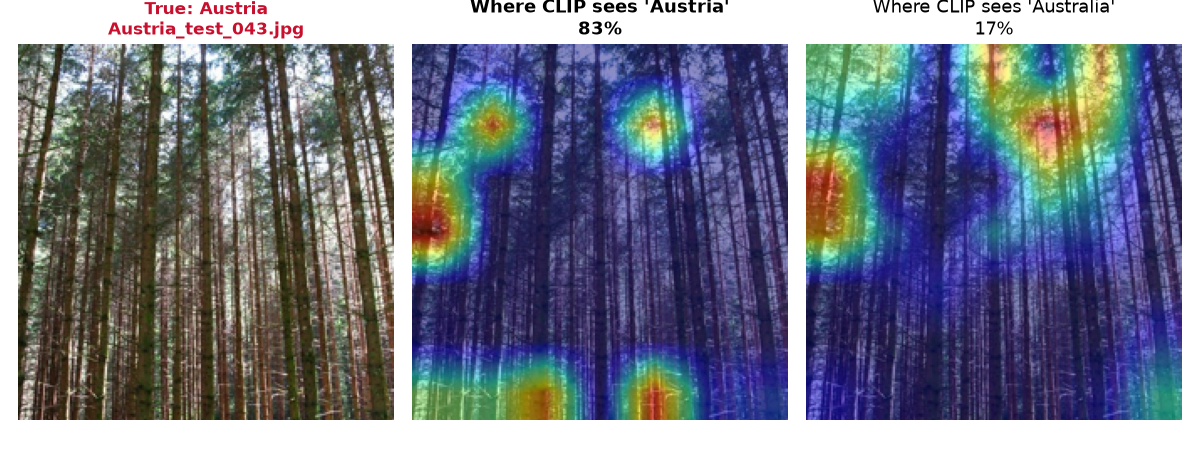 True: Austria
Austria_test_043.jpg
Where CLIP sees 'Austria'
83%
Where CLIP sees 'Australia'
17%